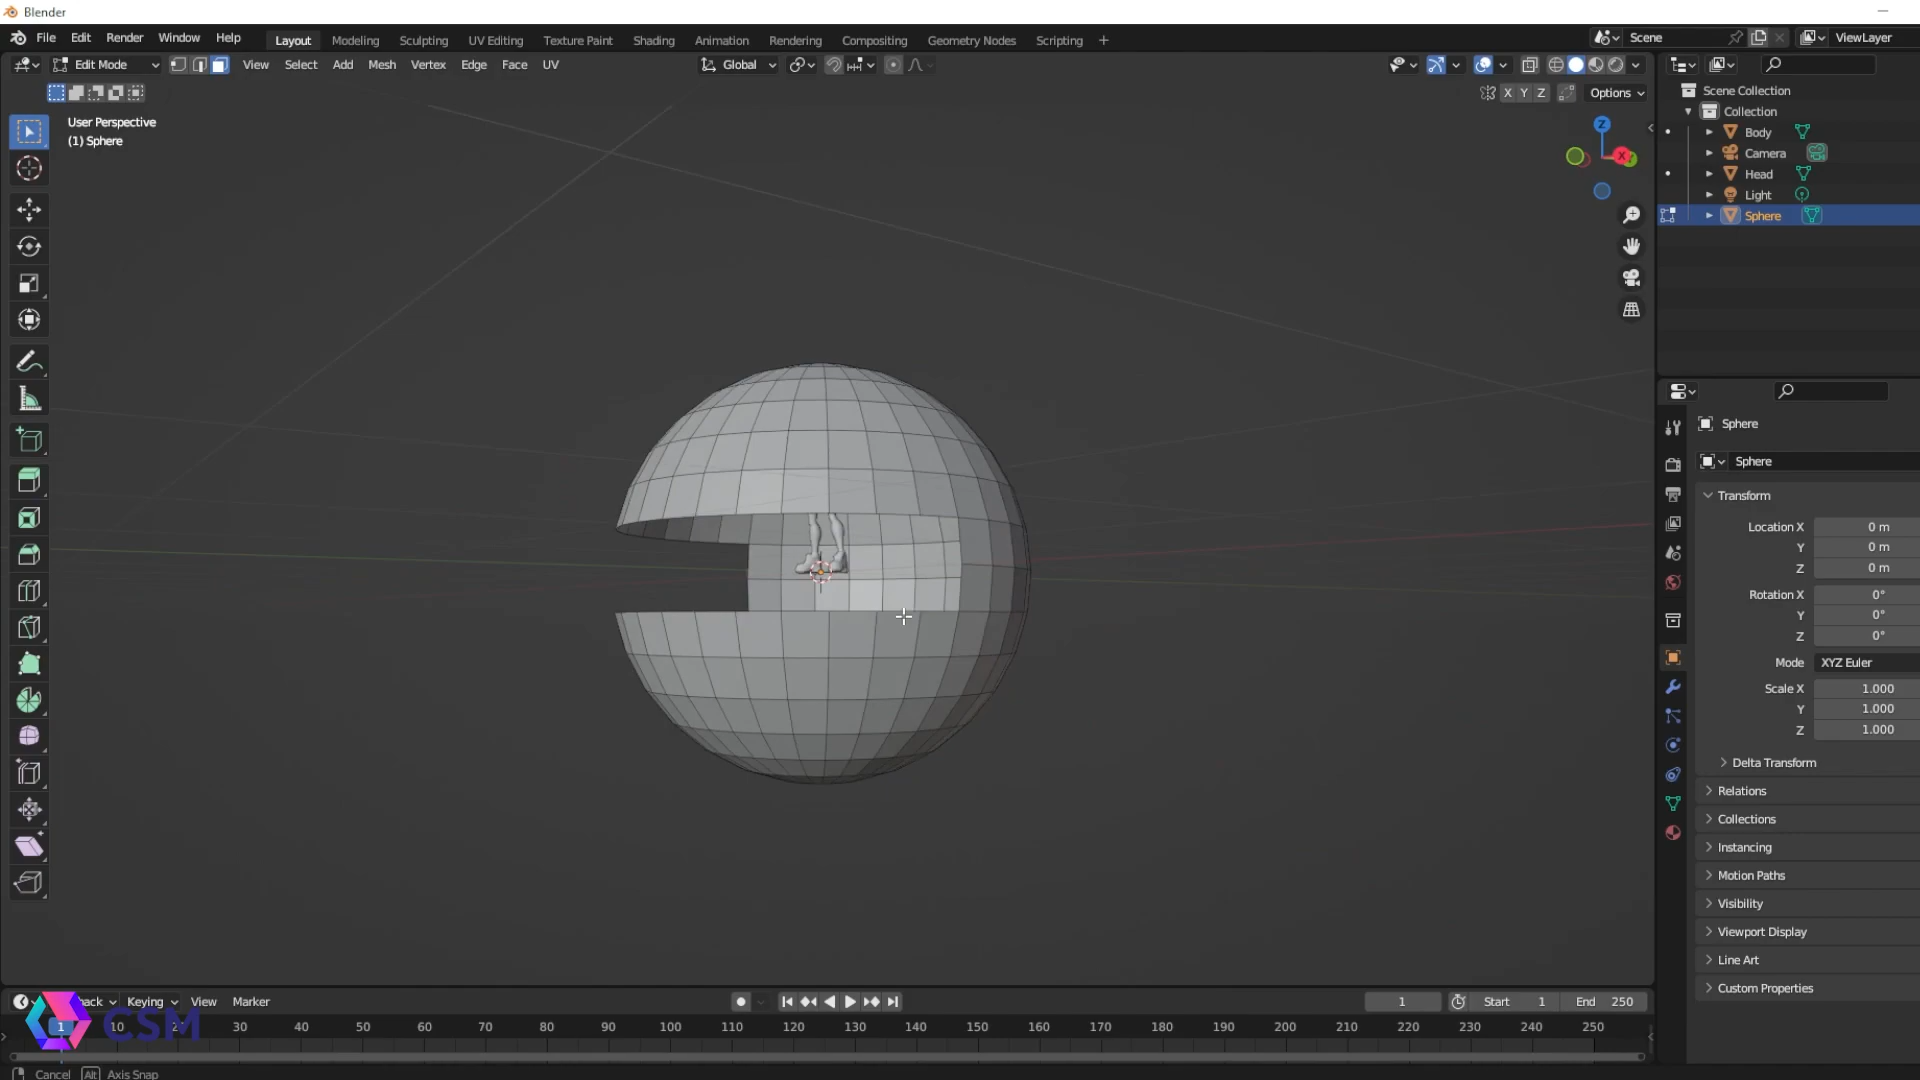 Blender
File Edit Render Window Help Layout Modeling Sculpting UV Editing Texture Paint Shading Animation Rendering Compositing Geometry Nodes Scripting + Scene ViewLayer
Edit Mode View Select Add Mesh Vertex Edge Face UV Global
X Y Z Options
User Perspective
(1) Sphere
Z
X
Scene Collection
Collection
Body
Camera
Head
Light
Sphere
Sphere
Sphere
Transform
Location X 0 m
Y 0 m
Z 0 m
Rotation X 0°
Y 0°
Z 0°
Mode XYZ Euler
Scale X 1.000
Y 1.000
Z 1.000
Delta Transform
Relations
Collections
Instancing
Motion Paths
Visibility
Viewport Display
Line Art
Custom Properties
back Keying View Marker 1 Start 1 End 250
1 10 20 30 40 50 60 70 80 90 100 110 120 130 140 150 160 170 180 190 200 210 220 230 240 250
CSM
Cancel Alt Axis Snap